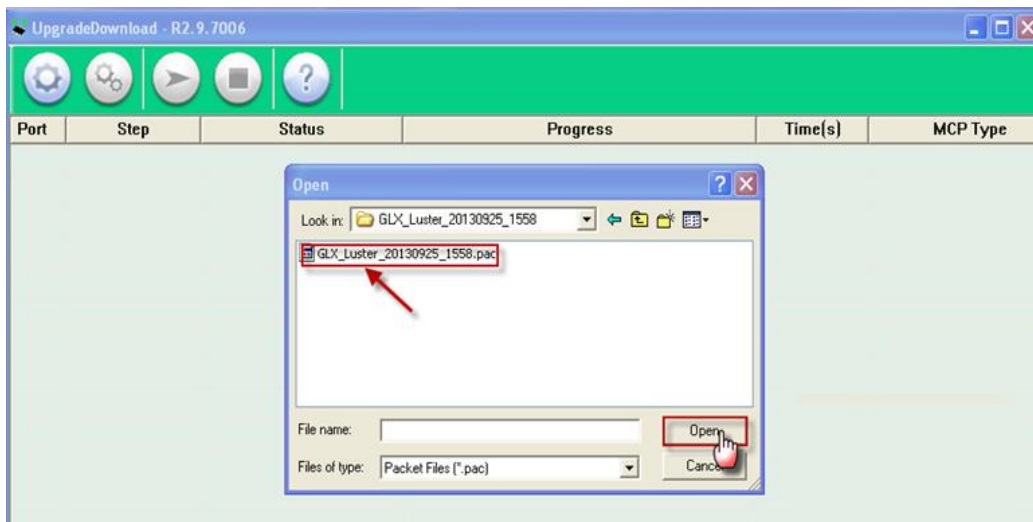 UpgradeDownload - R2.9.7006
Port Step Status Progress Time(s) MCP Type
Open
Look in: GLX_Luster_20130925_1558
GLX_Luster_20130925_1558.pac
File name: Open
Files of type: Packet Files (*.pac) Cancel